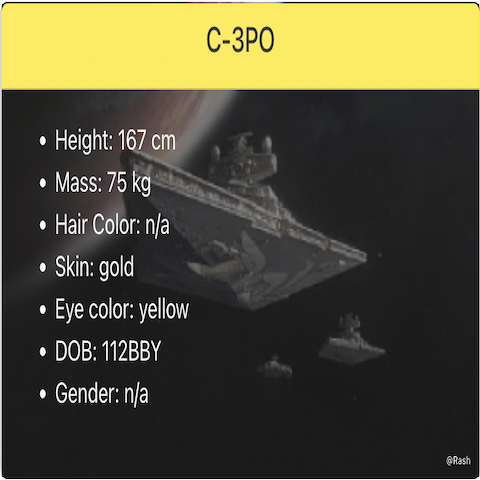 C-3PO
• Height: 167 cm
• Mass: 75 kg
• Hair Color: n/a
• Skin: gold
• Eye color: yellow
• DOB: 112BBY
• Gender: n/a
@Rash